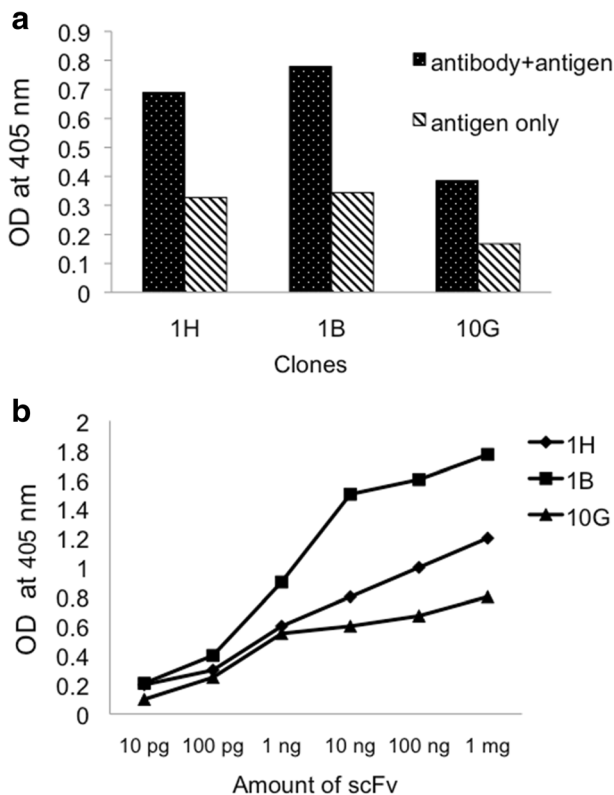 a
OD at 405 nm
0.9
0.8
0.7
0.6
0.5
0.4
0.3
0.2
0.1
0
antibody+antigen
antigen only
1H 1B 10G
Clones
b
OD at 405 nm
2
1.8
1.6
1.4
1.2
1
0.8
0.6
0.4
0.2
0
1H
1B
10G
10 pg 100 pg 1 ng 10 ng 100 ng 1 mg
Amount of scFv